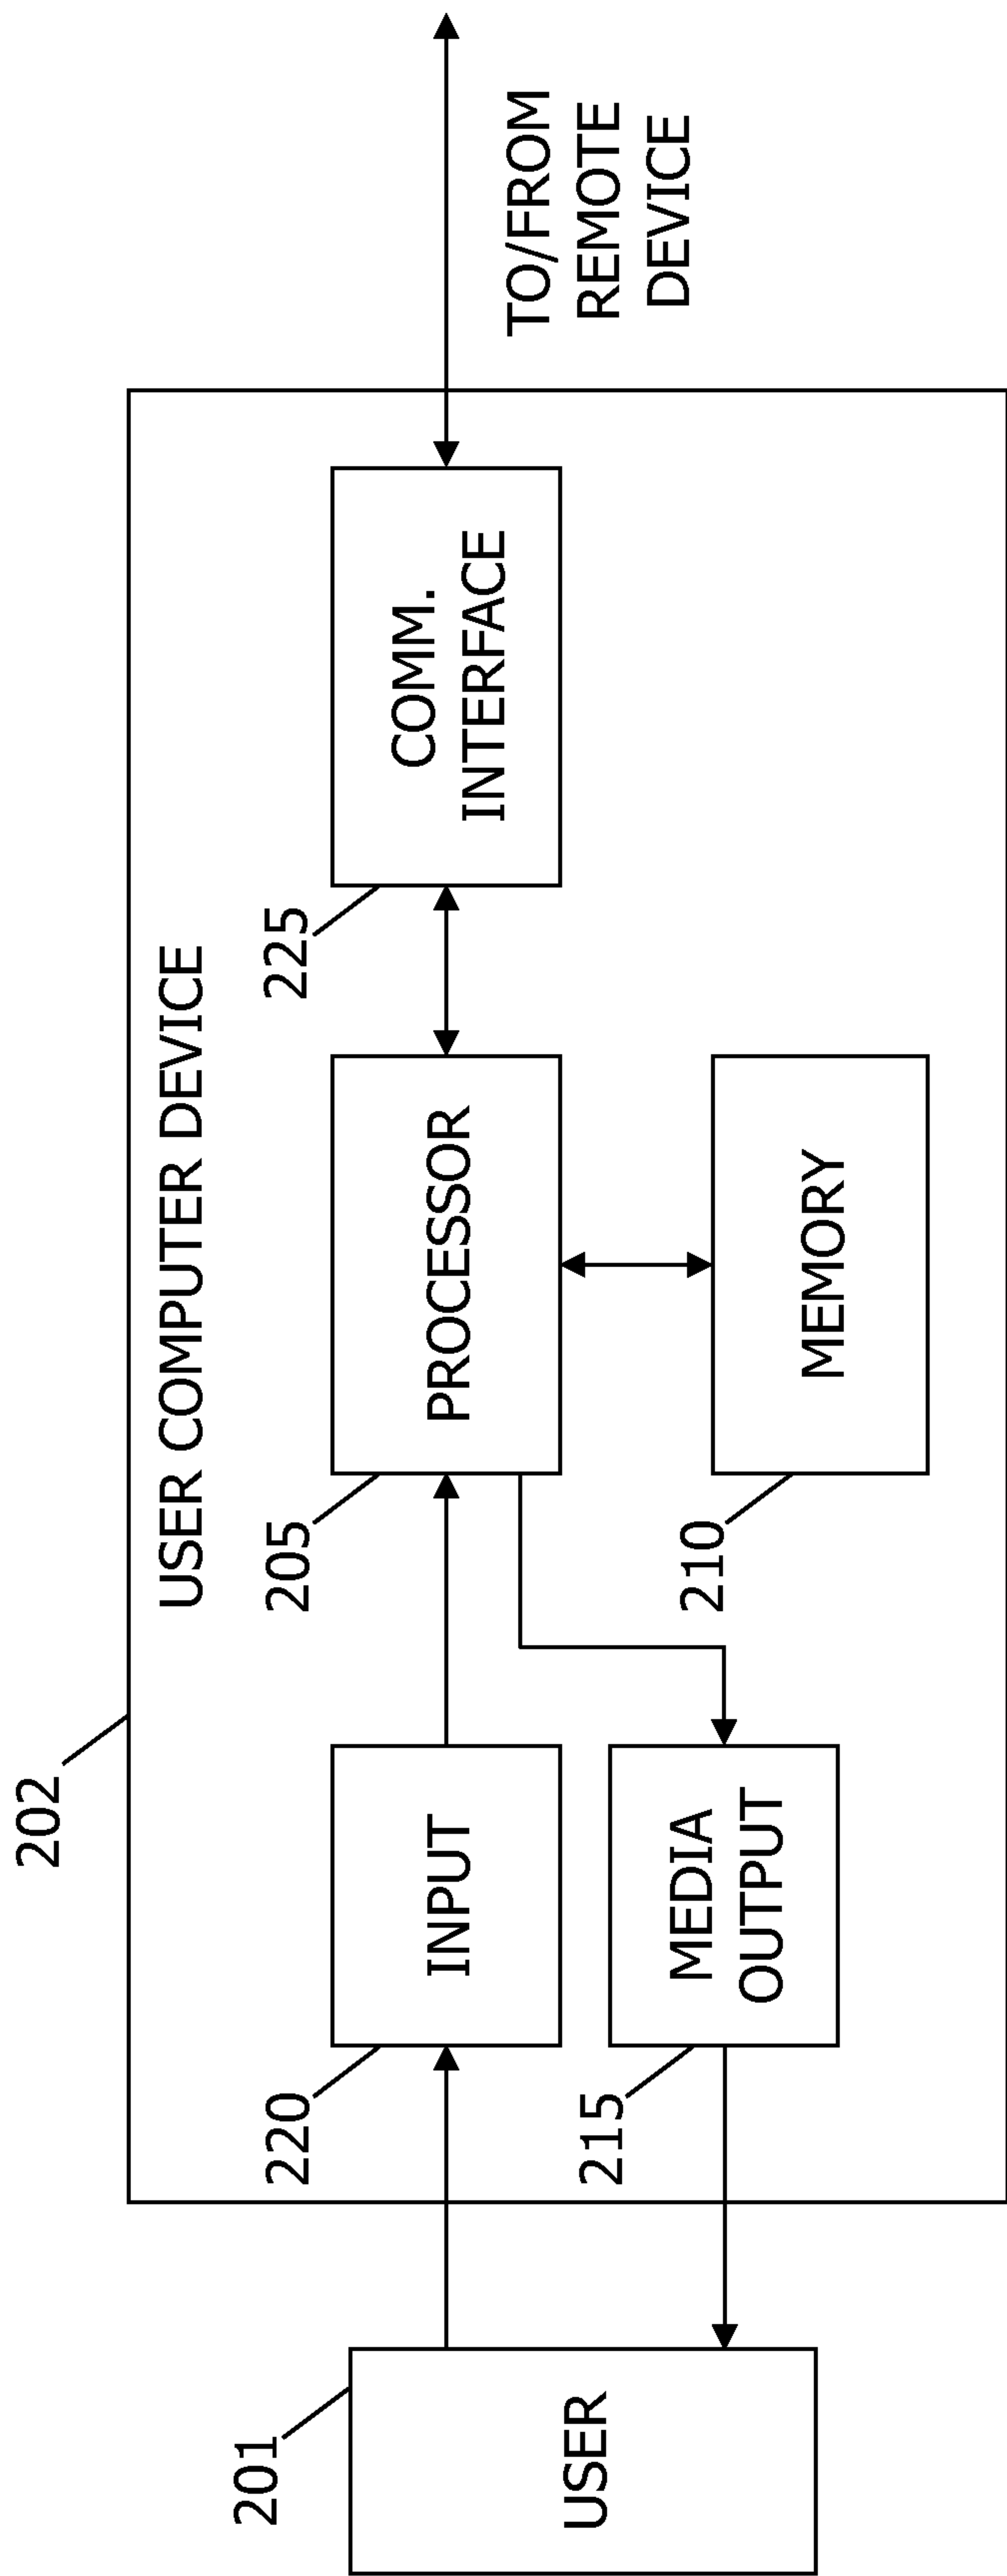 202
USER COMPUTER DEVICE
201
USER
220
INPUT
205
PROCESSOR
225
COMM.
INTERFACE
TO/FROM
REMOTE
DEVICE
215
MEDIA
OUTPUT
210
MEMORY